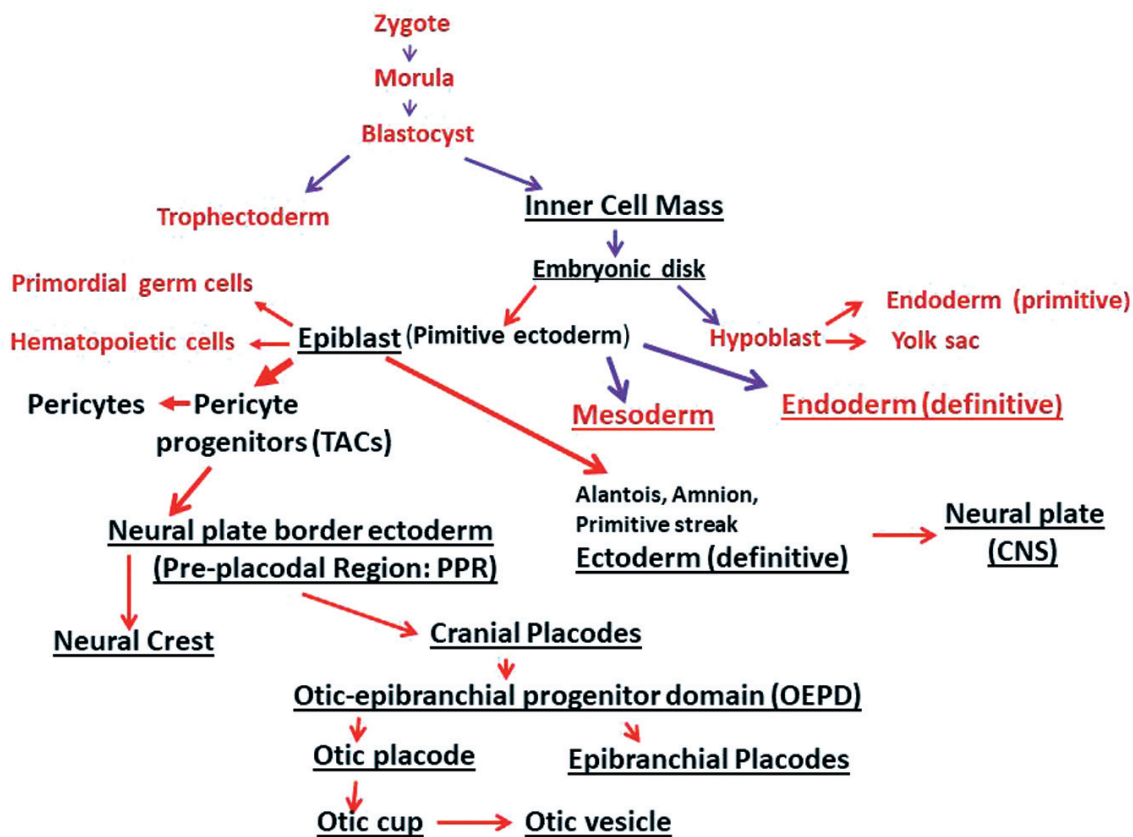 Zygote
Morula
Blastocyst
Trophectoderm
Inner Cell Mass
Embryonic disk
Primordial germ cells
Hematopoietic cells
Epiblast (Pimitive ectoderm)
Hypoblast
Endoderm (primitive)
Yolk sac
Pericytes
Pericyte
progenitors (TACs)
Mesoderm
Endoderm (definitive)
Alantois, Amnion,
Primitive streak
Ectoderm (definitive)
Neural plate
(CNS)
Neural plate border ectoderm
(Pre-placodal Region: PPR)
Neural Crest
Cranial Placodes
Otic-epibranchial progenitor domain (OEPD)
Otic placode
Epibranchial Placodes
Otic cup
Otic vesicle